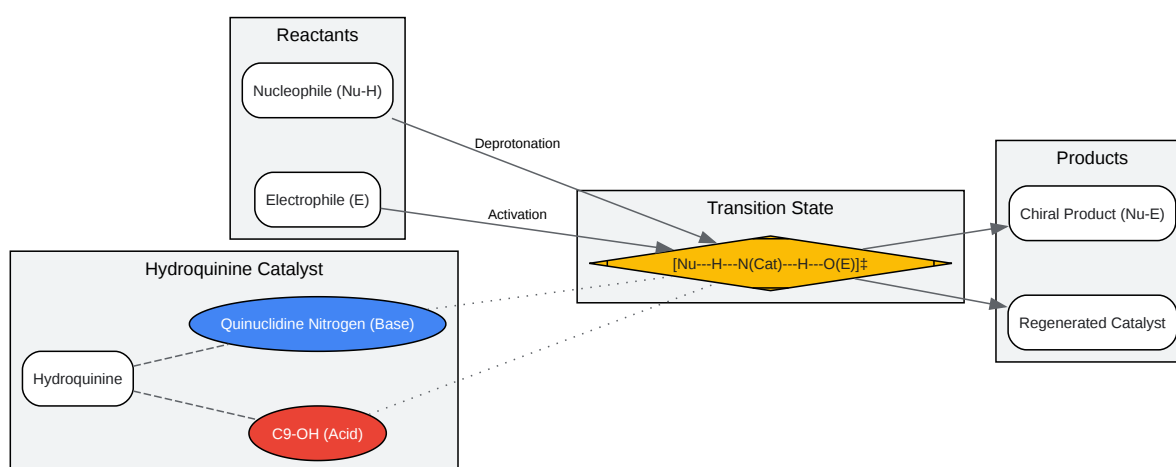 Reactants
Nucleophile (Nu-H)
Electrophile (E)
Deprotonation
Activation
Hydroquinine Catalyst
Hydroquinine
Quinuclidine Nitrogen (Base)
C9-OH (Acid)
Transition State
[Nu---H---N(Cat)---H---O(E)]‡
Products
Chiral Product (Nu-E)
Regenerated Catalyst